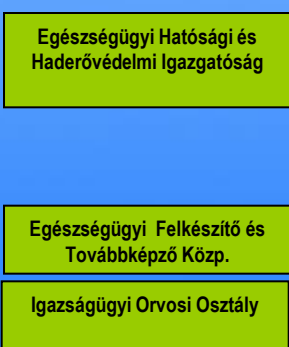 Egészségügyi Hatósági és
Haderővédelmi Igazgatóság
Egészségügyi Felkészítő és
Továbbképző Közp.
Igazságügyi Orvosi Osztály